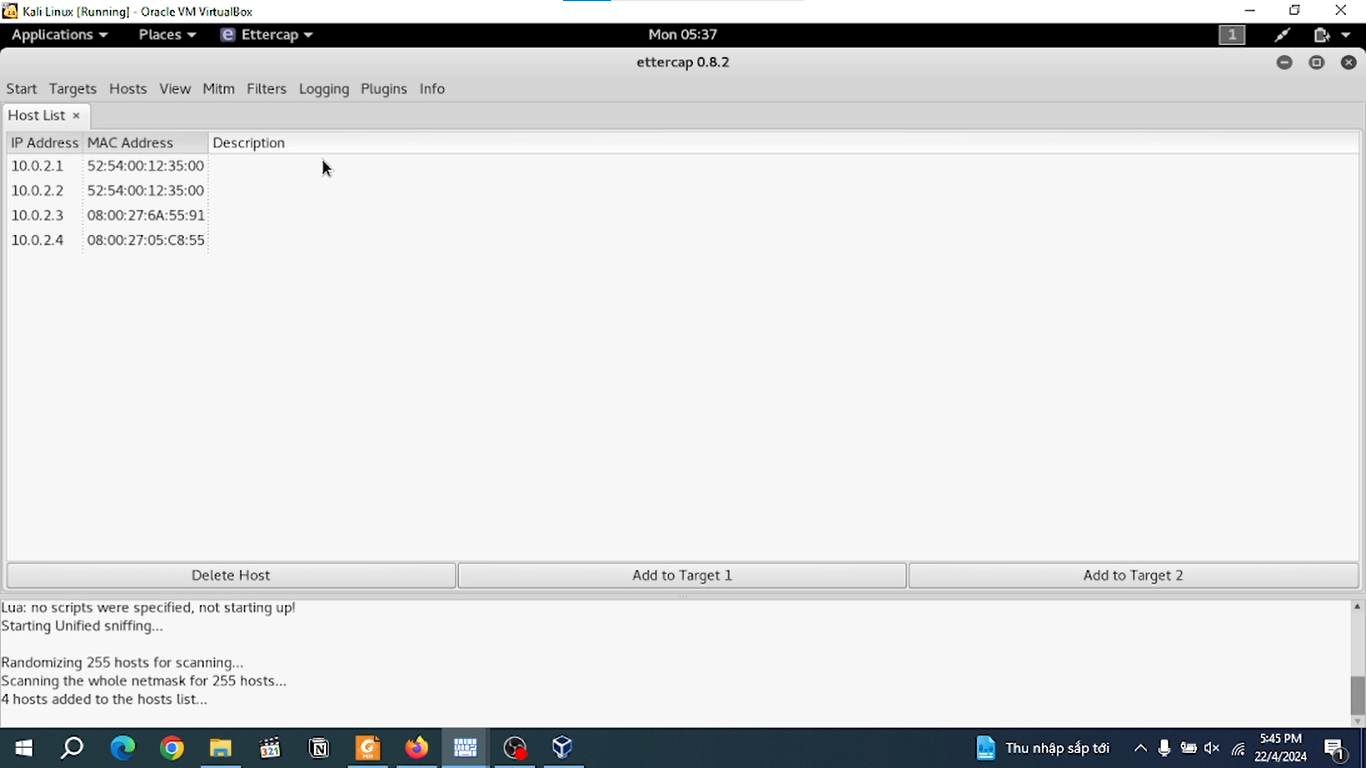 Kali Linux [Running] - Oracle VM VirtualBox
Applications Places Ettercap Mon 05:37 1
ettercap 0.8.2
Start Targets Hosts View Mitm Filters Logging Plugins Info
Host List ×
IP Address MAC Address Description
10.0.2.1 52:54:00:12:35:00
10.0.2.2 52:54:00:12:35:00
10.0.2.3 08:00:27:6A:55:91
10.0.2.4 08:00:27:05:C8:55
Delete Host Add to Target 1 Add to Target 2
Lua: no scripts were specified, not starting up!
Starting Unified sniffing...
Randomizing 255 hosts for scanning...
Scanning the whole netmask for 255 hosts...
4 hosts added to the hosts list...
Thu nhập sắp tới 5:45 PM
22/4/2024 1